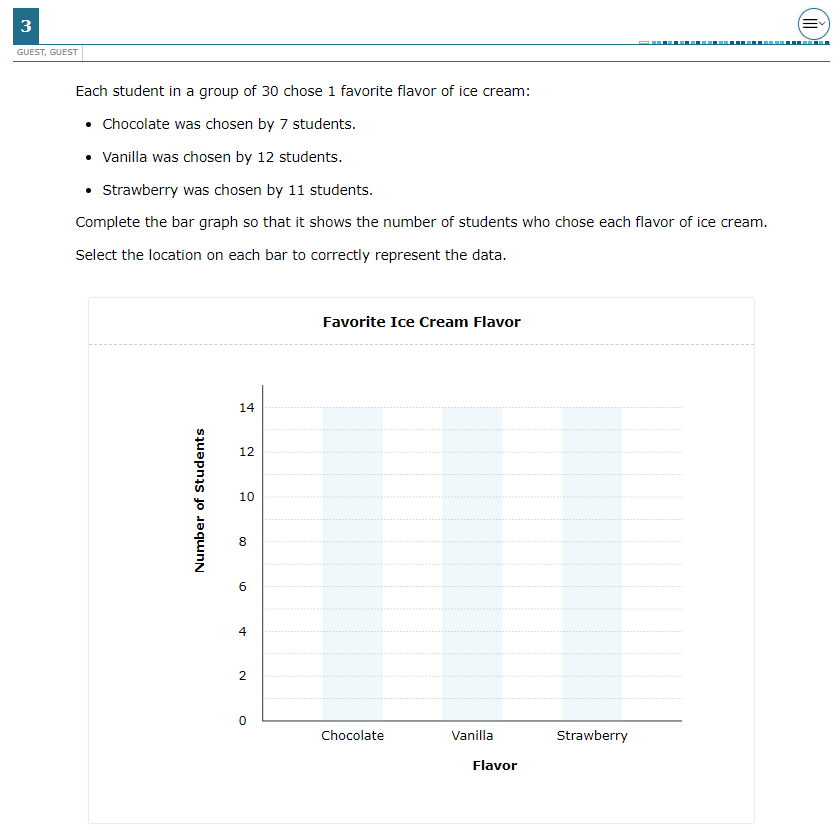 3
GUEST, GUEST
Each student in a group of 30 chose 1 favorite flavor of ice cream:
• Chocolate was chosen by 7 students.
• Vanilla was chosen by 12 students.
• Strawberry was chosen by 11 students.
Complete the bar graph so that it shows the number of students who chose each flavor of ice cream.
Select the location on each bar to correctly represent the data.
Favorite Ice Cream Flavor
Number of Students
14
12
10
8
6
4
2
0
Chocolate Vanilla Strawberry
Flavor